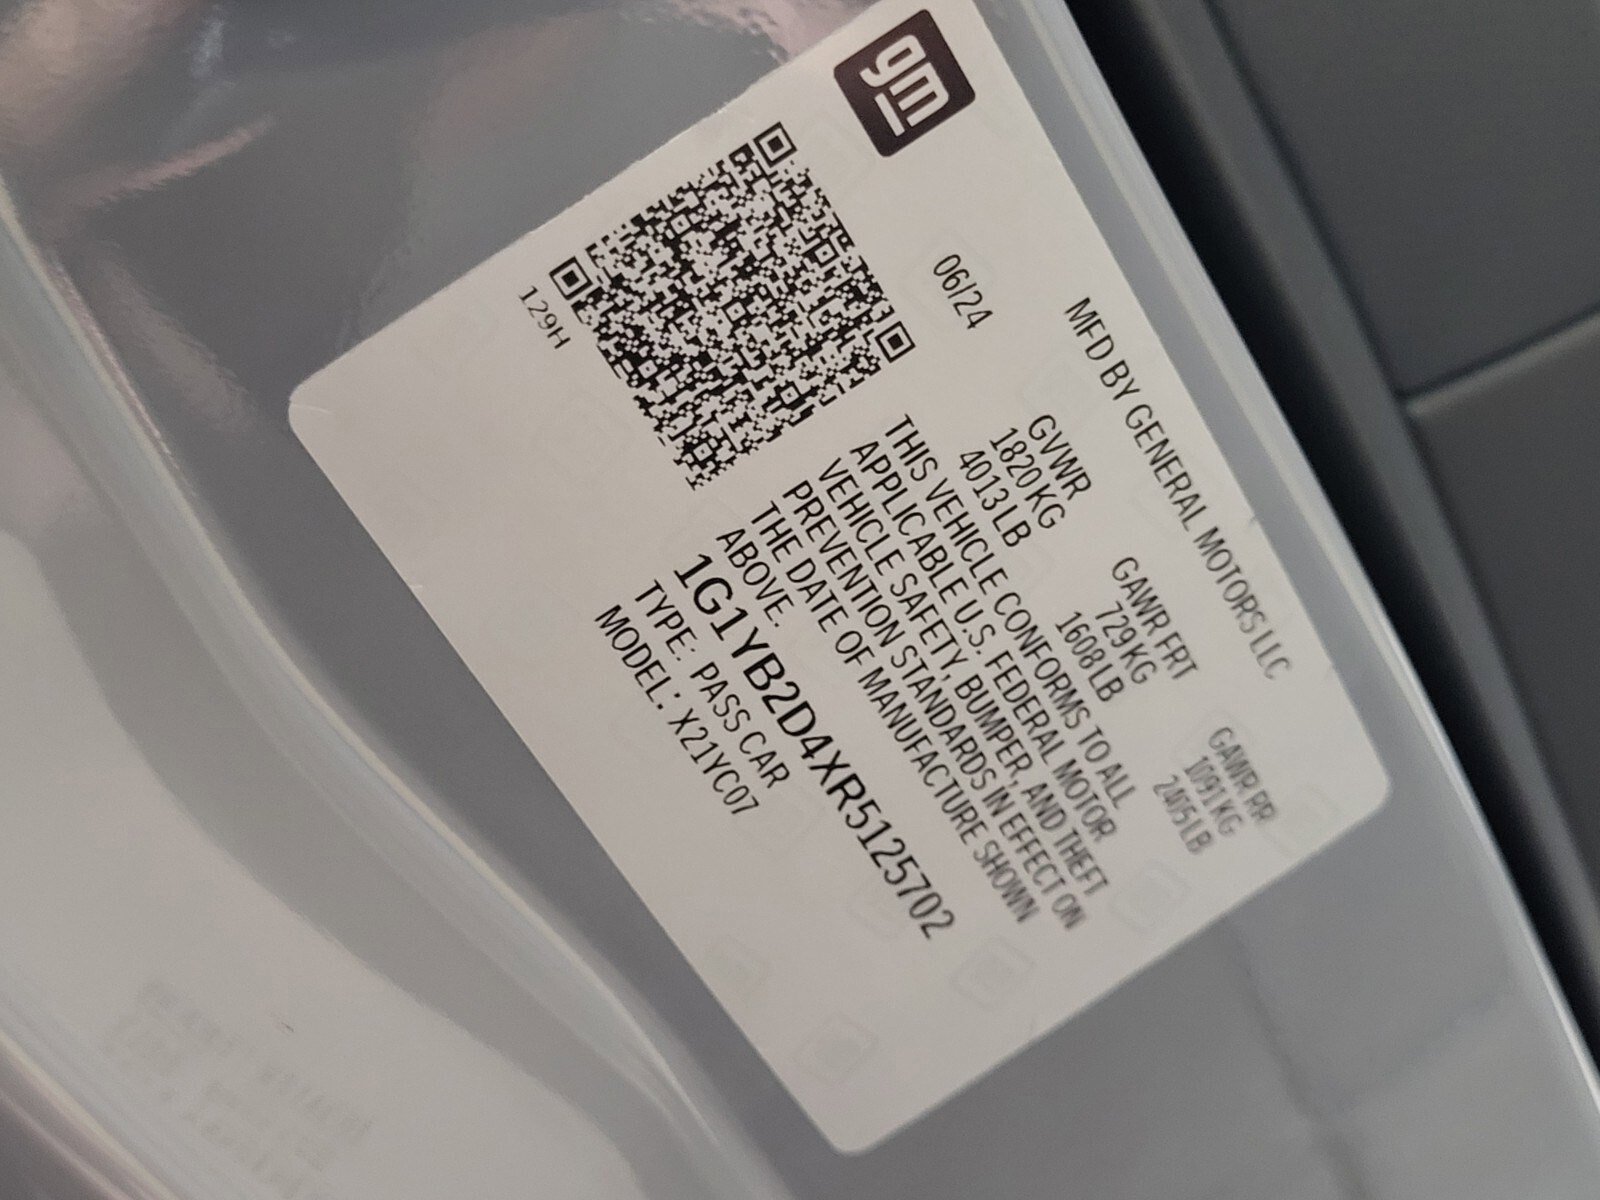 gm
MFD BY GENERAL MOTORS LLC
06/24
GVWR GAWR FRT GAWR RR
1820 KG 729 KG 1091 KG
4013 LB 1608 LB 2405 LB
THIS VEHICLE CONFORMS TO ALL
APPLICABLE U.S. FEDERAL MOTOR
VEHICLE SAFETY, BUMPER, AND THEFT
PREVENTION STANDARDS IN EFFECT ON
THE DATE OF MANUFACTURE SHOWN
ABOVE.
1G1YB2D4XR5125702
TYPE: PASS CAR
MODEL: X21YC07
129H